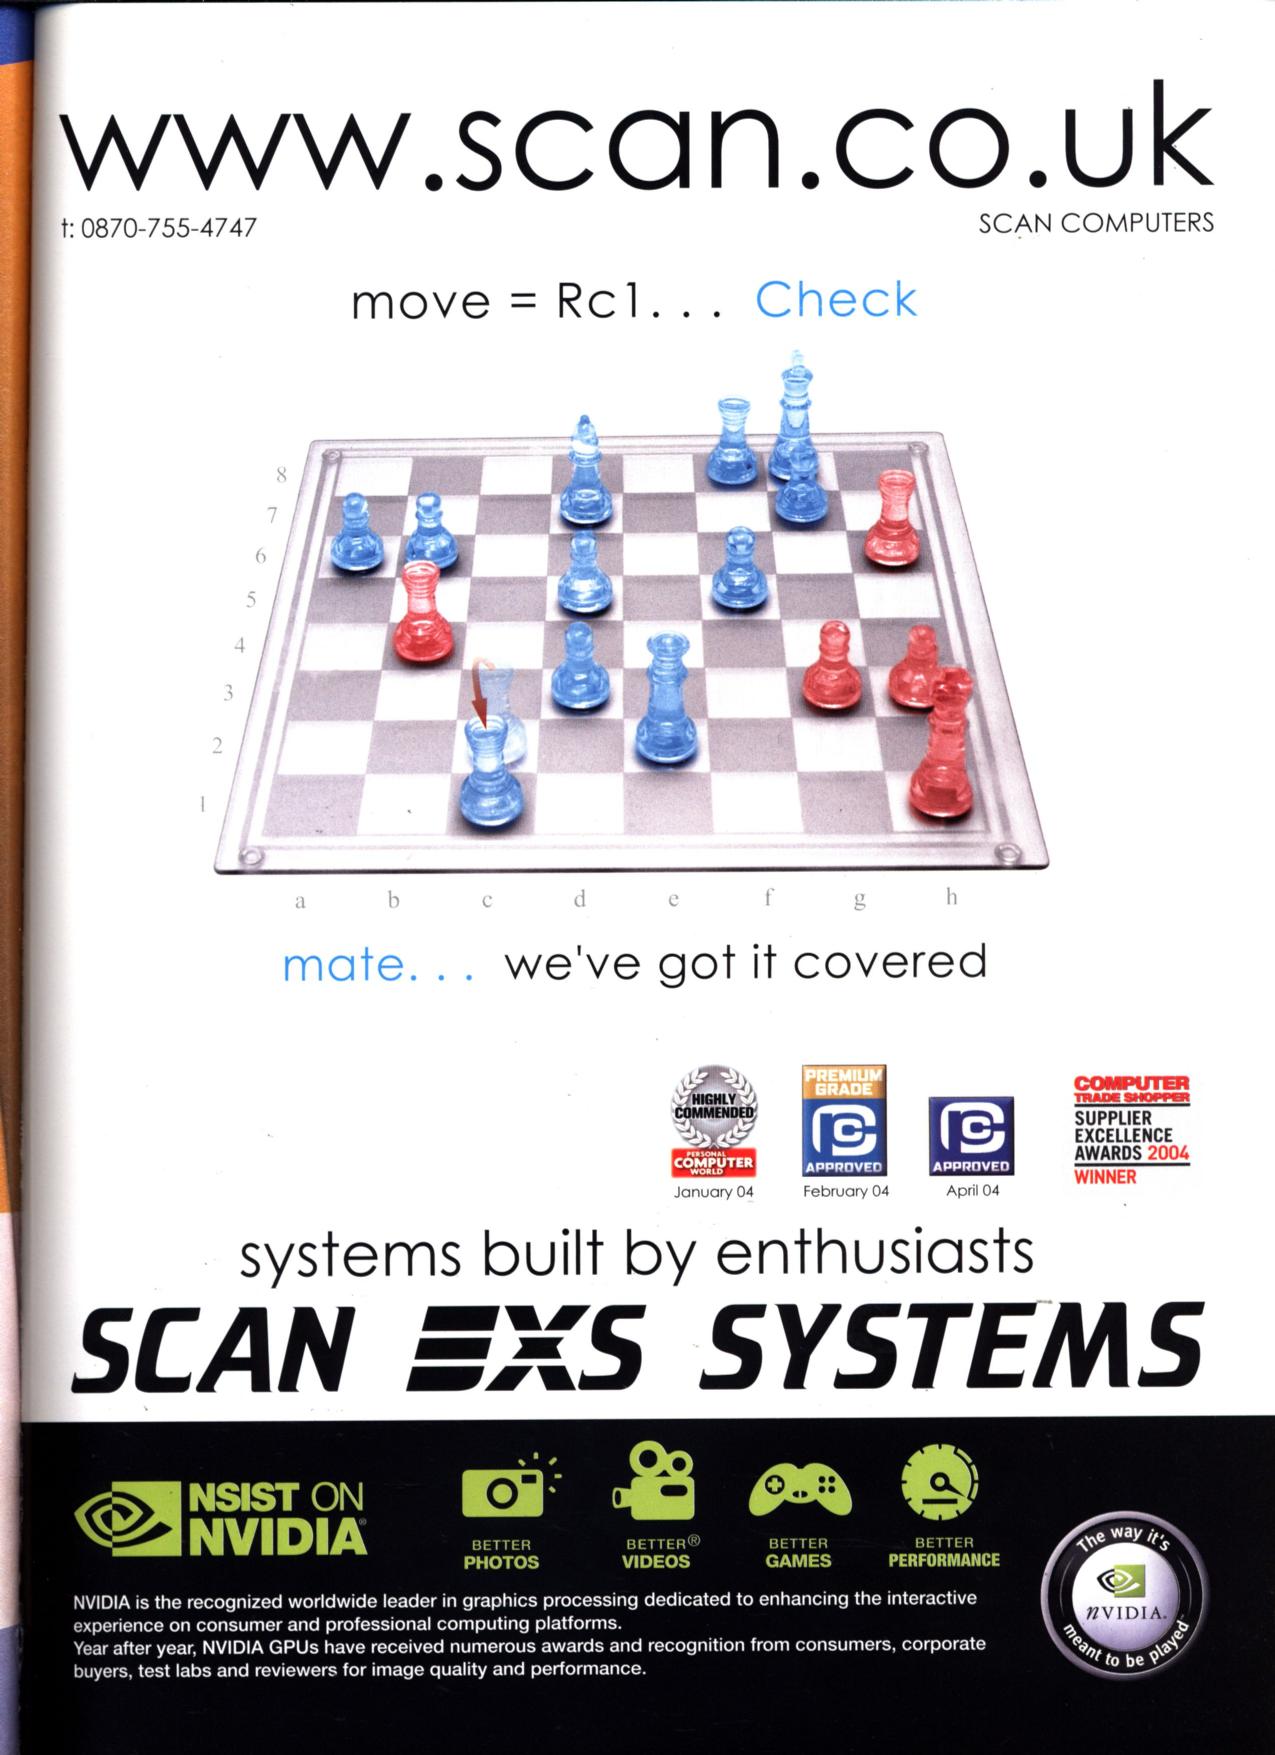 www.scan.co.uk
t: 0870-755-4747
SCAN COMPUTERS
move = Rc1... Check
8
7
6
5
4
3
2
1
a b c d e f g h
mate... we've got it covered
HIGHLY
COMMENDED
PERSONAL
COMPUTER
WORLD
January 04
PREMIUM
GRADE
PC
APPROVED
February 04
PC
APPROVED
April 04
COMPUTER
TRADE SHOPPER
SUPPLIER
EXCELLENCE
AWARDS 2004
WINNER
systems built by enthusiasts
SCAN 3XS SYSTEMS
NSIST ON
NVIDIA®
BETTER
PHOTOS
BETTER®
VIDEOS
BETTER
GAMES
BETTER
PERFORMANCE
The way it's
nVIDIA.
meant to be played™
NVIDIA is the recognized worldwide leader in graphics processing dedicated to enhancing the interactive
experience on consumer and professional computing platforms.
Year after year, NVIDIA GPUs have received numerous awards and recognition from consumers, corporate
buyers, test labs and reviewers for image quality and performance.